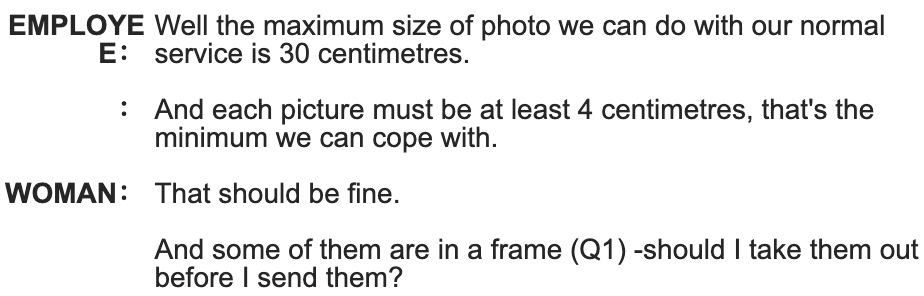 EMPLOYE Well the maximum size of photo we can do with our normal
E: service is 30 centimetres.
: And each picture must be at least 4 centimetres, that's the
minimum we can cope with.
WOMAN: That should be fine.
And some of them are in a frame (Q1) -should I take them out
before I send them?